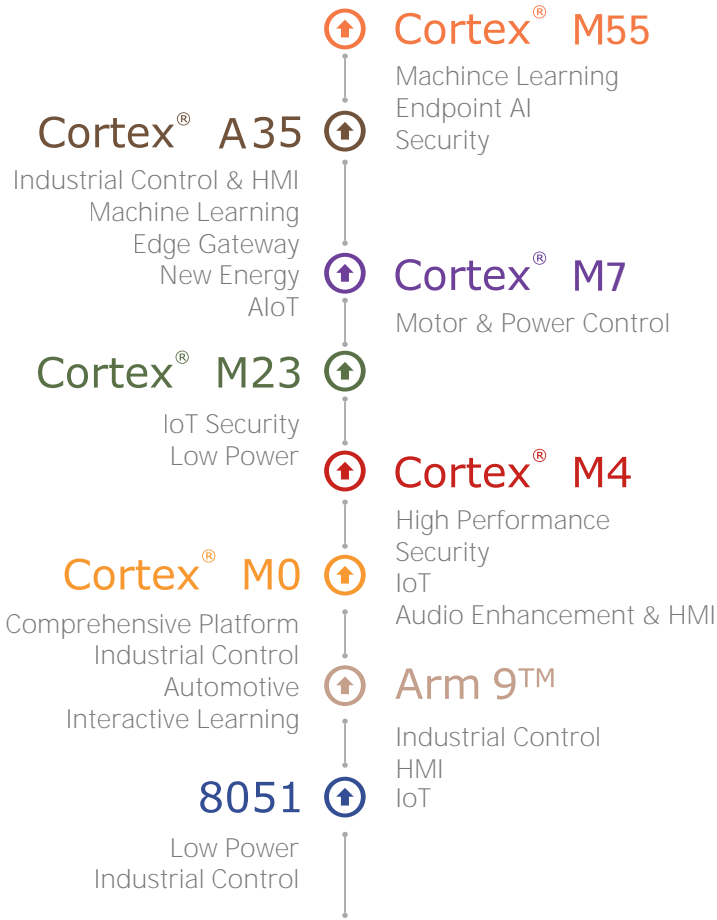 Cortex® M55
Machince Learning
Endpoint AI
Security
Cortex® A35
Industrial Control & HMI
Machine Learning
Edge Gateway
New Energy
AIoT
Cortex® M7
Motor & Power Control
Cortex® M23
IoT Security
Low Power
Cortex® M4
High Performance
Security
IoT
Audio Enhancement & HMI
Cortex® M0
Comprehensive Platform
Industrial Control
Automotive
Interactive Learning
Arm 9™
Industrial Control
HMI
IoT
8051
Low Power
Industrial Control